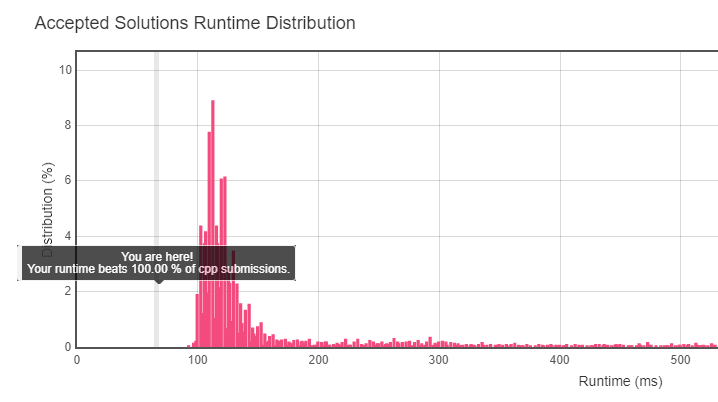 Accepted Solutions Runtime Distribution
10
8
6
4
2
0
Distribution (%)
You are here!
Your runtime beats 100.00 % of cpp submissions.
0 100 200 300 400 500
Runtime (ms)